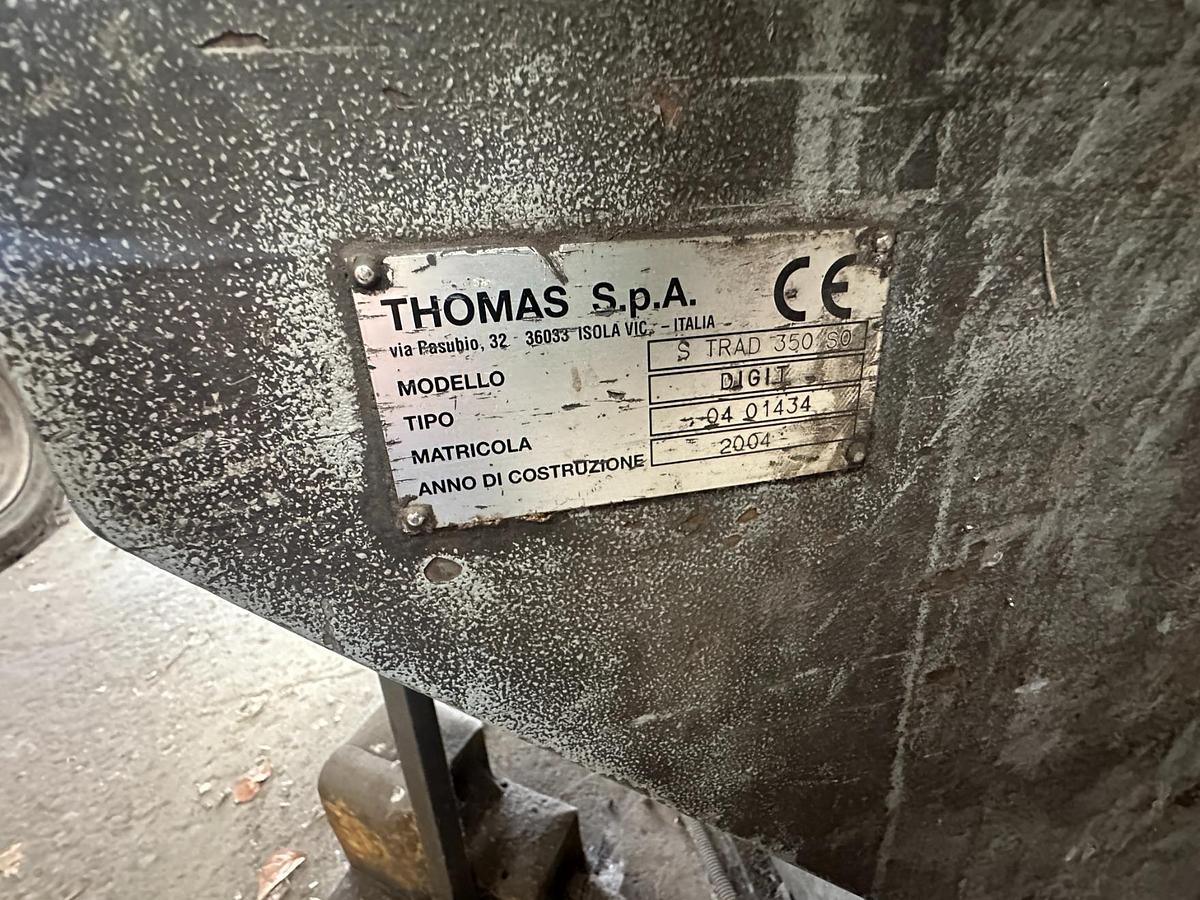 THOMAS S.p.A. CE
via Pasubio, 32 - 36033 ISOLA VIC. - ITALIA
MODELLO S TRAD 350/SO
TIPO DIGIT
MATRICOLA 04 01434
ANNO DI COSTRUZIONE 2004